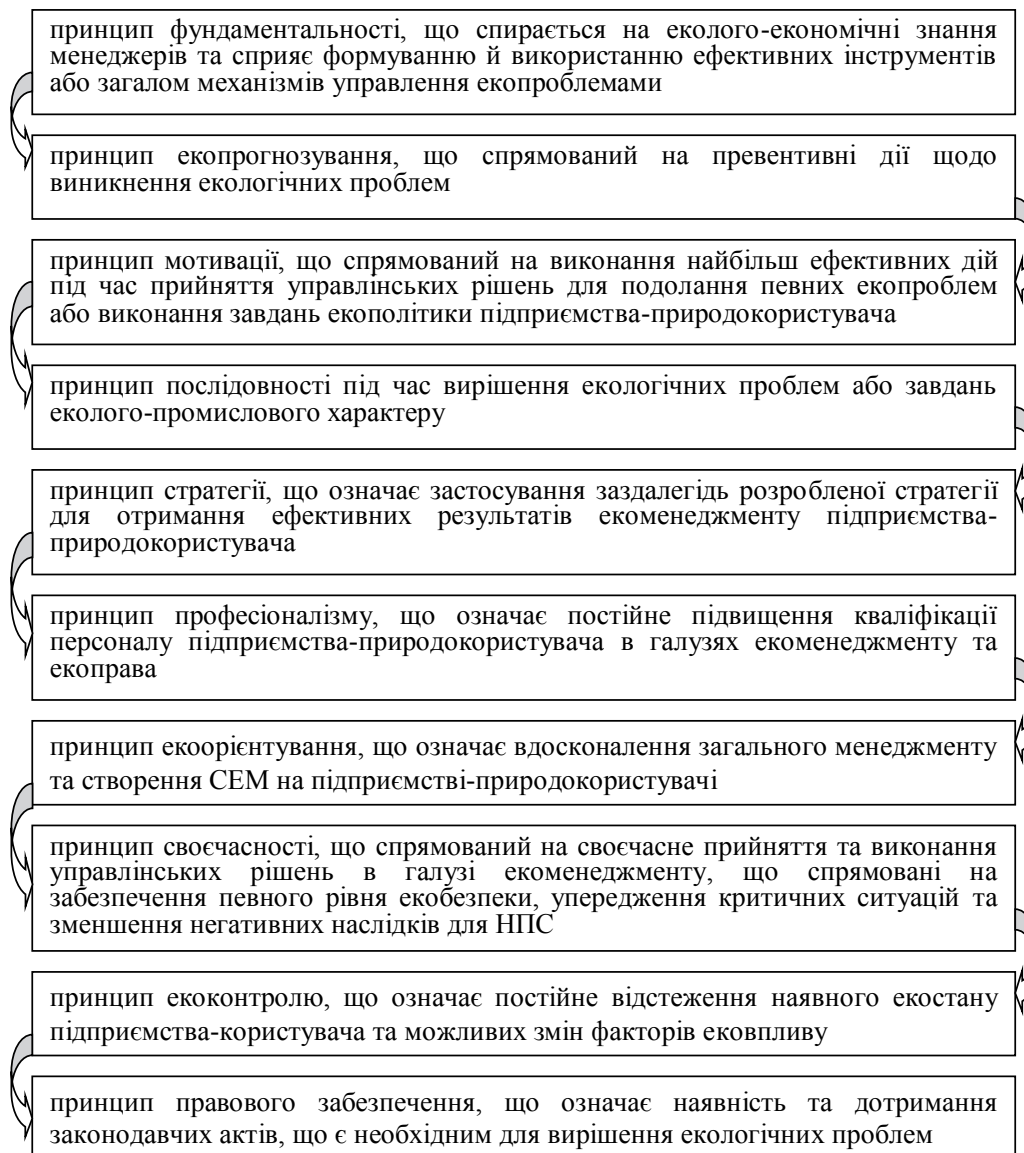 принцип фундаментальності, що спирається на еколого-економічні знання
менеджерів та сприяє формуванню й використанню ефективних інструментів
або загалом механізмів управління екопроблемами
принцип екопрогнозування, що спрямований на превентивні дії щодо
виникнення екологічних проблем
принцип мотивації, що спрямований на виконання найбільш ефективних дій
під час прийняття управлінських рішень для подолання певних екопроблем
або виконання завдань екополітики підприємства-природокористувача
принцип послідовності під час вирішення екологічних проблем або завдань
еколого-промислового характеру
принцип стратегії, що означає застосування заздалегідь розробленої стратегії
для отримання ефективних результатів екоменеджменту підприємства-
природокористувача
принцип професіоналізму, що означає постійне підвищення кваліфікації
персоналу підприємства-природокористувача в галузях екоменеджменту та
екоправа
принцип екоорієнтування, що означає вдосконалення загального менеджменту
та створення СЕМ на підприємстві-природокористувачі
принцип своєчасності, що спрямований на своєчасне прийняття та виконання
управлінських рішень в галузі екоменеджменту, що спрямовані на
забезпечення певного рівня екобезпеки, упередження критичних ситуацій та
зменшення негативних наслідків для НПС
принцип екоконтролю, що означає постійне відстеження наявного екостану
підприємства-користувача та можливих змін факторів ековпливу
принцип правового забезпечення, що означає наявність та дотримання
законодавчих актів, що є необхідним для вирішення екологічних проблем